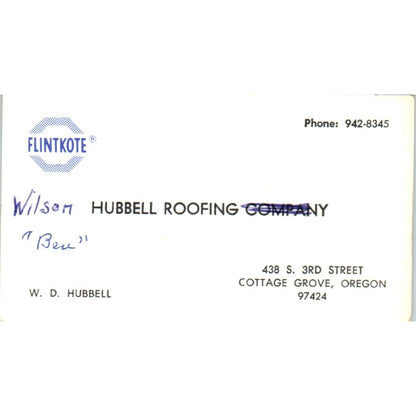 Phone: 942-8345
FLINTKOTE®
Wilson HUBBELL ROOFING COMPANY
"Ben"
438 S. 3RD STREET
COTTAGE GROVE, OREGON
W. D. HUBBELL
97424